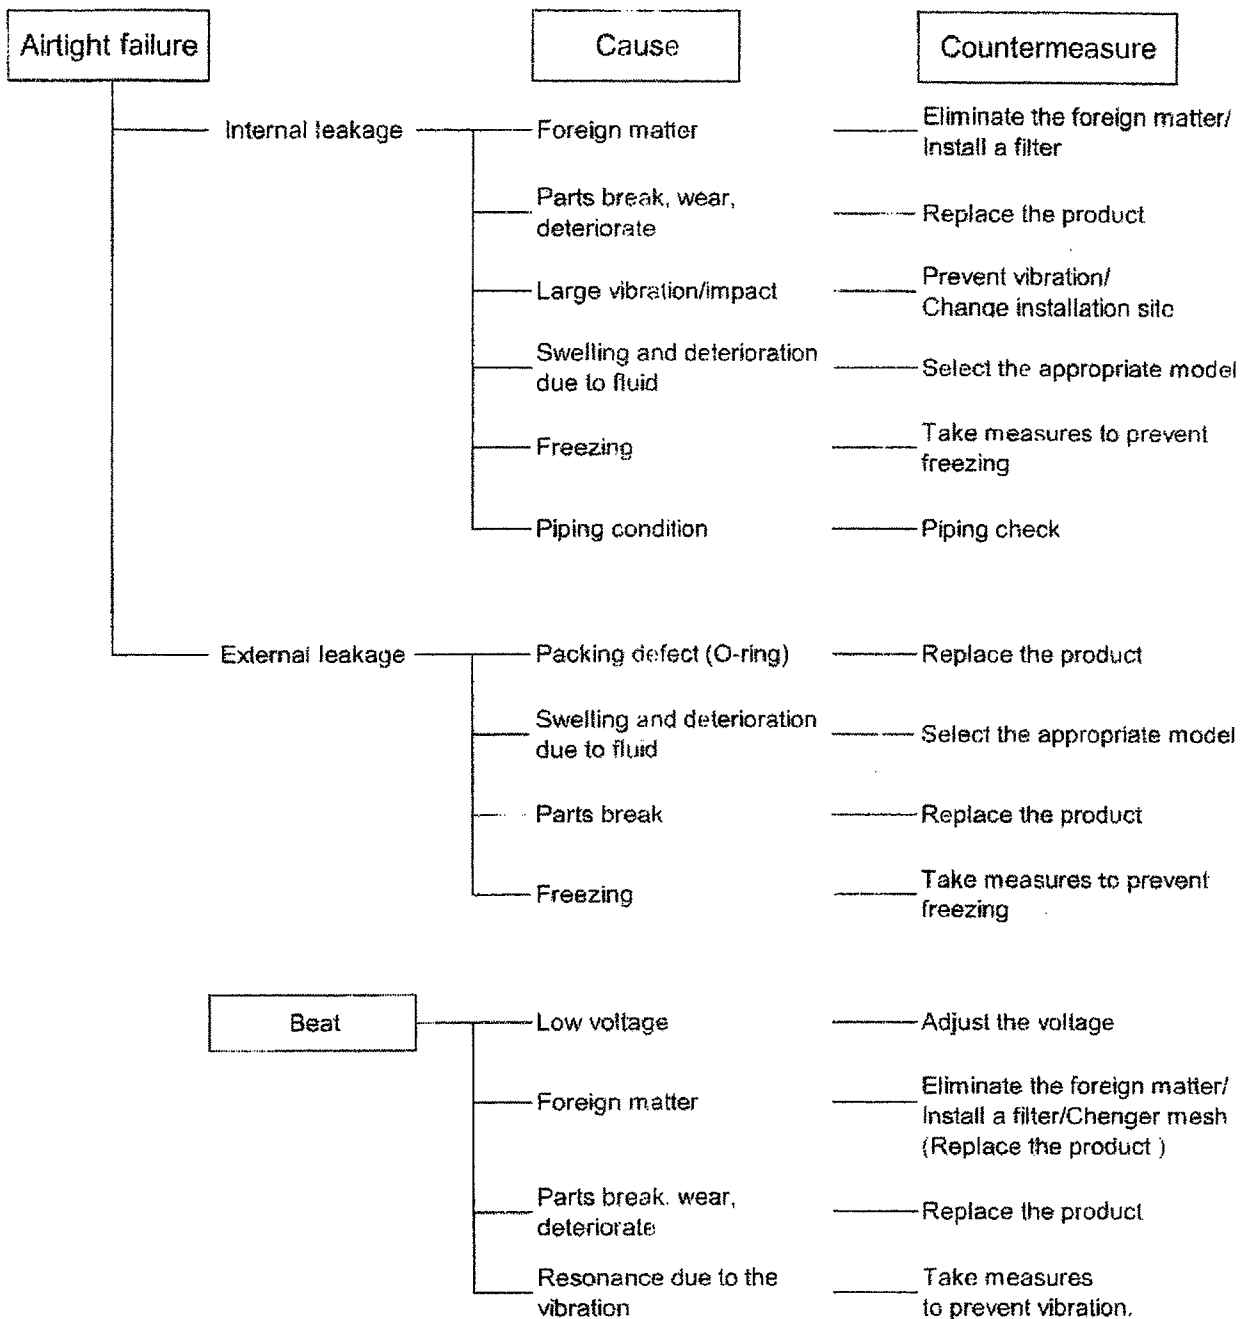 Airtight failure
Cause
Countermeasure
Internal leakage
Foreign matter
Eliminate the foreign matter/
Install a filter
Parts break, wear,
deteriorate
Replace the product
Large vibration/impact
Prevent vibration/
Change installation site
Swelling and deterioration
due to fluid
Select the appropriate model
Freezing
Take measures to prevent
freezing
Piping condition
Piping check
External leakage
Packing defect (O-ring)
Replace the product
Swelling and deterioration
due to fluid
Select the appropriate model
Parts break
Replace the product
Freezing
Take measures to prevent
freezing
Beat
Low voltage
Adjust the voltage
Foreign matter
Eliminate the foreign matter/
Install a filter/Chenger mesh
(Replace the product )
Parts break. wear,
deteriorate
Replace the product
Resonance due to the
vibration
Take measures
to prevent vibration.